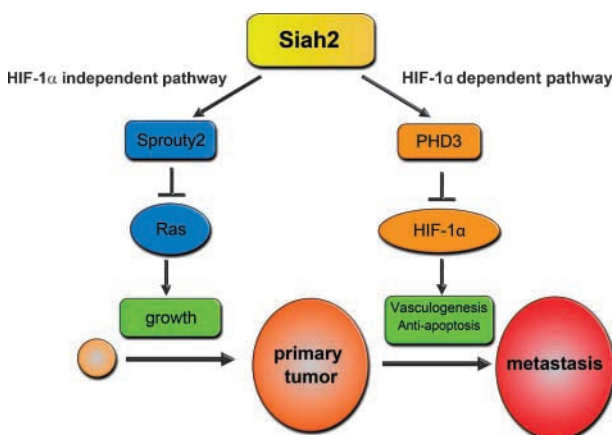 Siah2
HIF-1α independent pathway
HIF-1α dependent pathway
Sprouty2
PHD3
Ras
HIF-1α
growth
Vasculogenesis
Anti-apoptosis
primary
tumor
metastasis